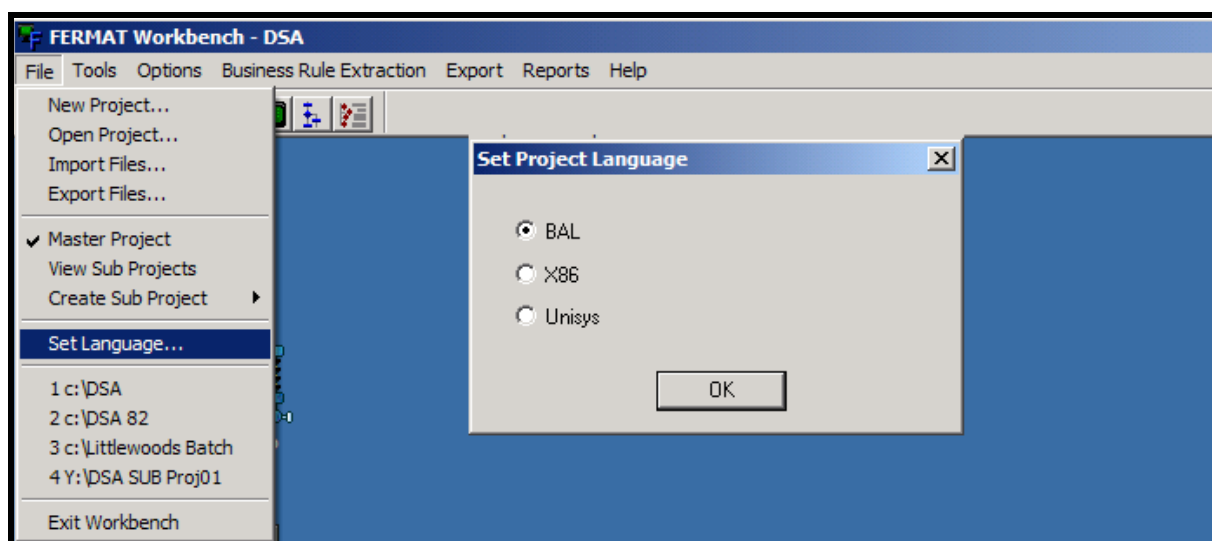 FERMAT Workbench - DSA
File Tools Options Business Rule Extraction Export Reports Help
New Project...
Open Project...
Import Files...
Export Files...
Master Project
View Sub Projects
Create Sub Project
Set Language...
1 c:\DSA
2 c:\DSA 82
3 c:\Littlewoods Batch
4 Y:\DSA SUB Proj01
Exit Workbench
Set Project Language
BAL
X86
Unisys
OK